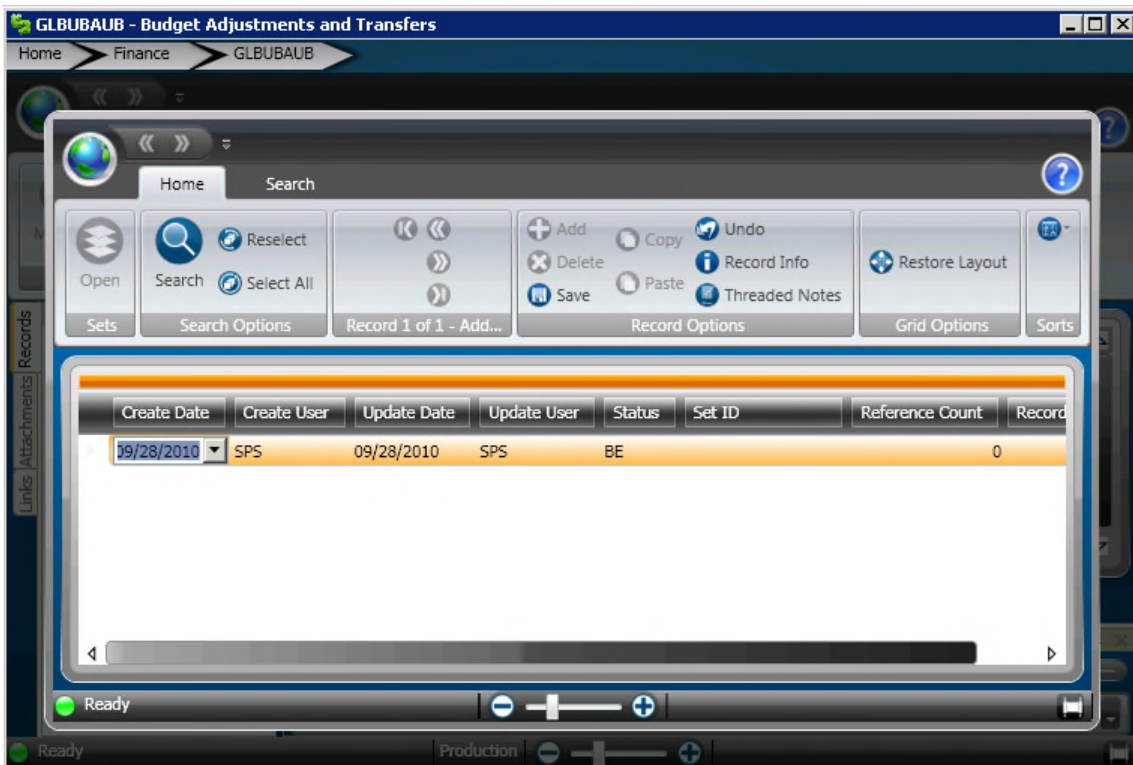 GLBUBAUB - Budget Adjustments and Transfers
Home Finance GLBUBAUB
Home Search
Open Search Reselect Select All
Add Delete Save Copy Paste Undo Record Info Threaded Notes
Restore Layout
Sets Search Options Record 1 of 1 - Add... Record Options Grid Options Sorts
Records
Attachments
Links
Create Date Create User Update Date Update User Status Set ID Reference Count Record
09/28/2010 SPS 09/28/2010 SPS BE 0
Ready
Ready Production